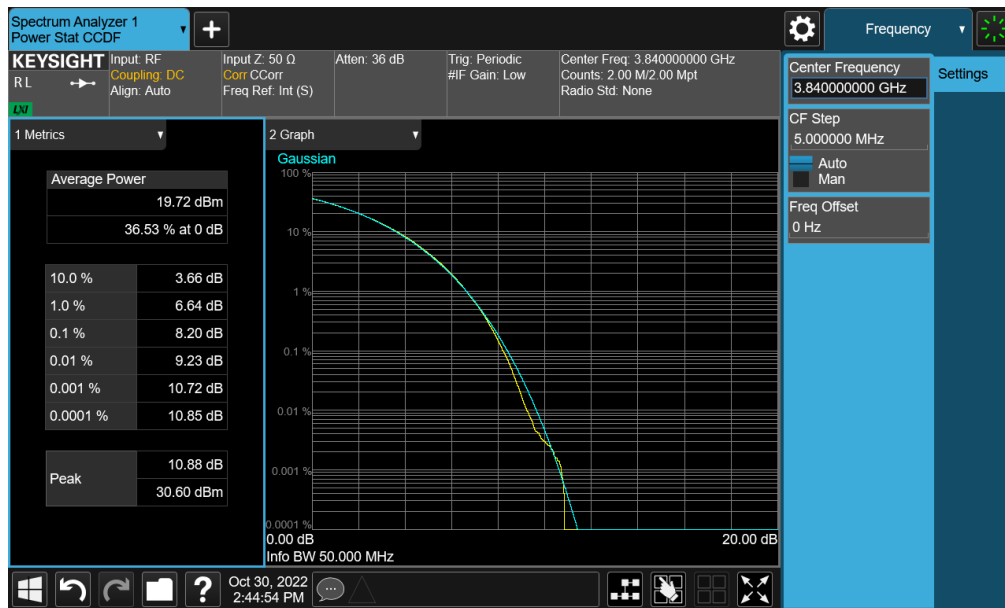 Spectrum Analyzer 1
Power Stat CCDF
+
Frequency
KEYSIGHT
R L
LXI
Input: RF
Coupling: DC
Align: Auto
Input Z: 50 Ω
Corr CCorr
Freq Ref: Int (S)
Atten: 36 dB
Trig: Periodic
#IF Gain: Low
Center Freq: 3.840000000 GHz
Counts: 2.00 M/2.00 Mpt
Radio Std: None
Center Frequency
3.840000000 GHz
Settings
CF Step
5.000000 MHz
Auto
Man
Freq Offset
0 Hz
1 Metrics
Average Power
19.72 dBm
36.53 % at 0 dB
10.0 % 3.66 dB
1.0 % 6.64 dB
0.1 % 8.20 dB
0.01 % 9.23 dB
0.001 % 10.72 dB
0.0001 % 10.85 dB
Peak
10.88 dB
30.60 dBm
2 Graph
Gaussian
100 %
10 %
1 %
0.1 %
0.01 %
0.001 %
0.0001 %
0.00 dB
20.00 dB
Info BW 50.000 MHz
?
Oct 30, 2022
2:44:54 PM